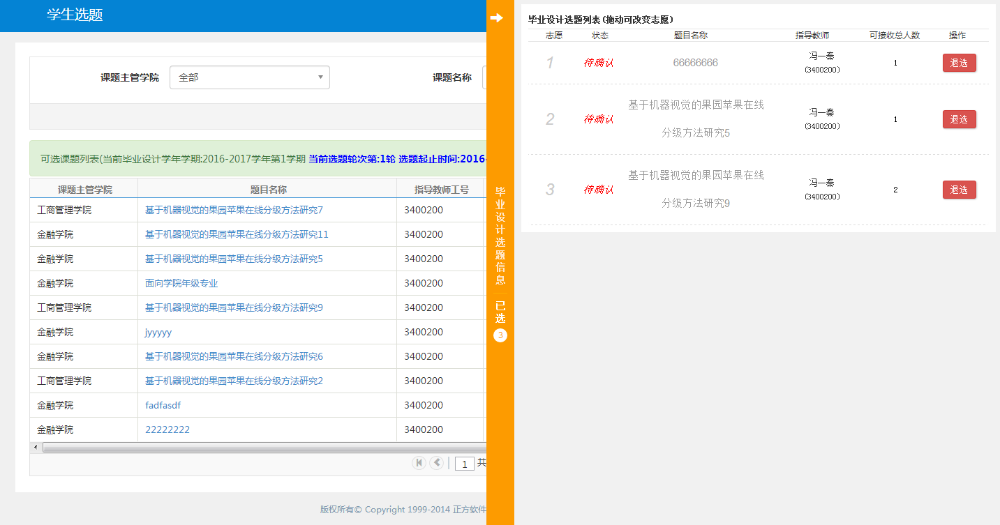 学生选题
课题主管学院 全部 课题名称
可选课题列表(当前毕业设计学年学期:2016-2017学年第1学期 当前选题轮次第:1轮 选题起止时间:2016-
课题主管学院 题目名称 指导教师工号
工商管理学院 基于机器视觉的果园苹果在线分级方法研究7 3400200
金融学院 基于机器视觉的果园苹果在线分级方法研究11 3400200
金融学院 基于机器视觉的果园苹果在线分级方法研究5 3400200
金融学院 面向学院年级专业 3400200
工商管理学院 基于机器视觉的果园苹果在线分级方法研究9 3400200
金融学院 jyyyyy 3400200
金融学院 基于机器视觉的果园苹果在线分级方法研究6 3400200
工商管理学院 基于机器视觉的果园苹果在线分级方法研究2 3400200
金融学院 fadfasdf 3400200
金融学院 22222222 3400200
1 共
版权所有© Copyright 1999-2014 正方软件
毕业设计选题信息
已选
3
毕业设计选题列表(拖动可改变志愿)
志愿 状态 题目名称 指导教师 可接收总人数 操作
1 待确认 66666666 冯一秦 (3400200) 1 退选
2 待确认 基于机器视觉的果园苹果在线 冯一秦 (3400200) 1 退选
分级方法研究5
3 待确认 基于机器视觉的果园苹果在线 冯一秦 (3400200) 2 退选
分级方法研究9